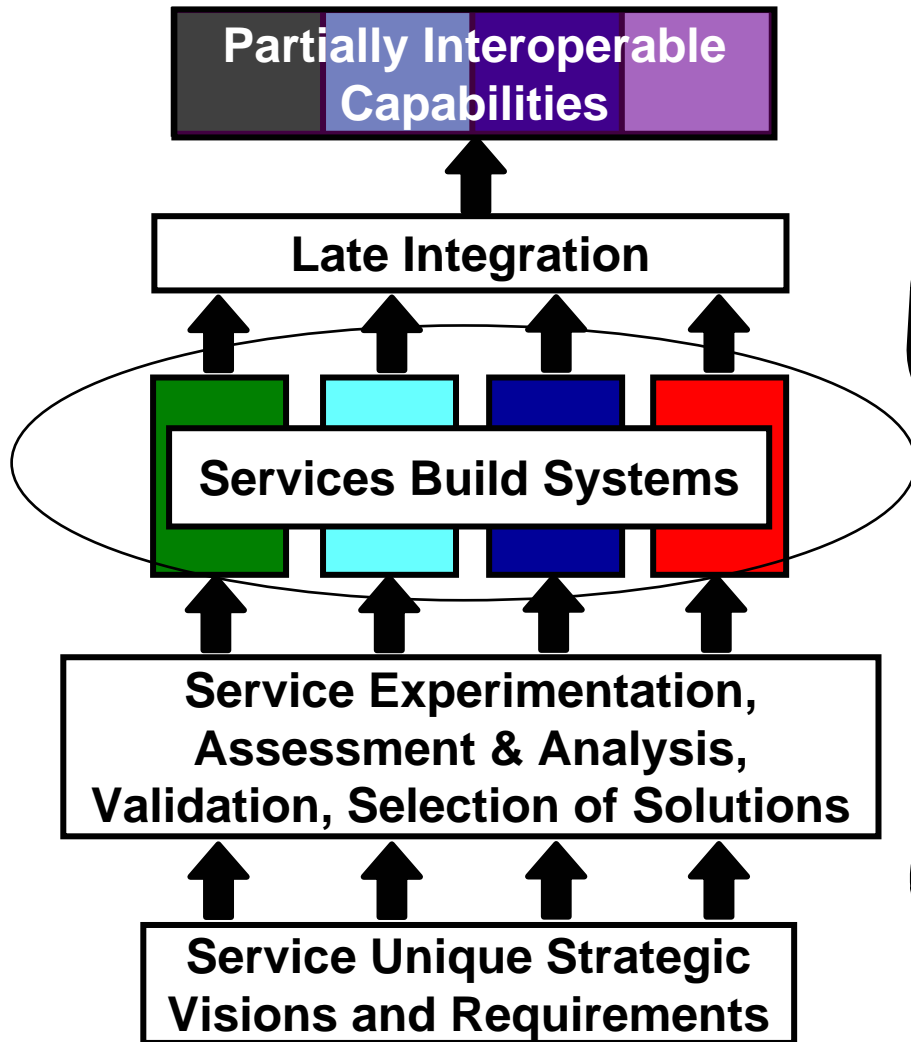 Partially Interoperable
Capabilities
Late Integration
Services Build Systems
Service Experimentation,
Assessment & Analysis,
Validation, Selection of Solutions
Service Unique Strategic
Visions and Requirements